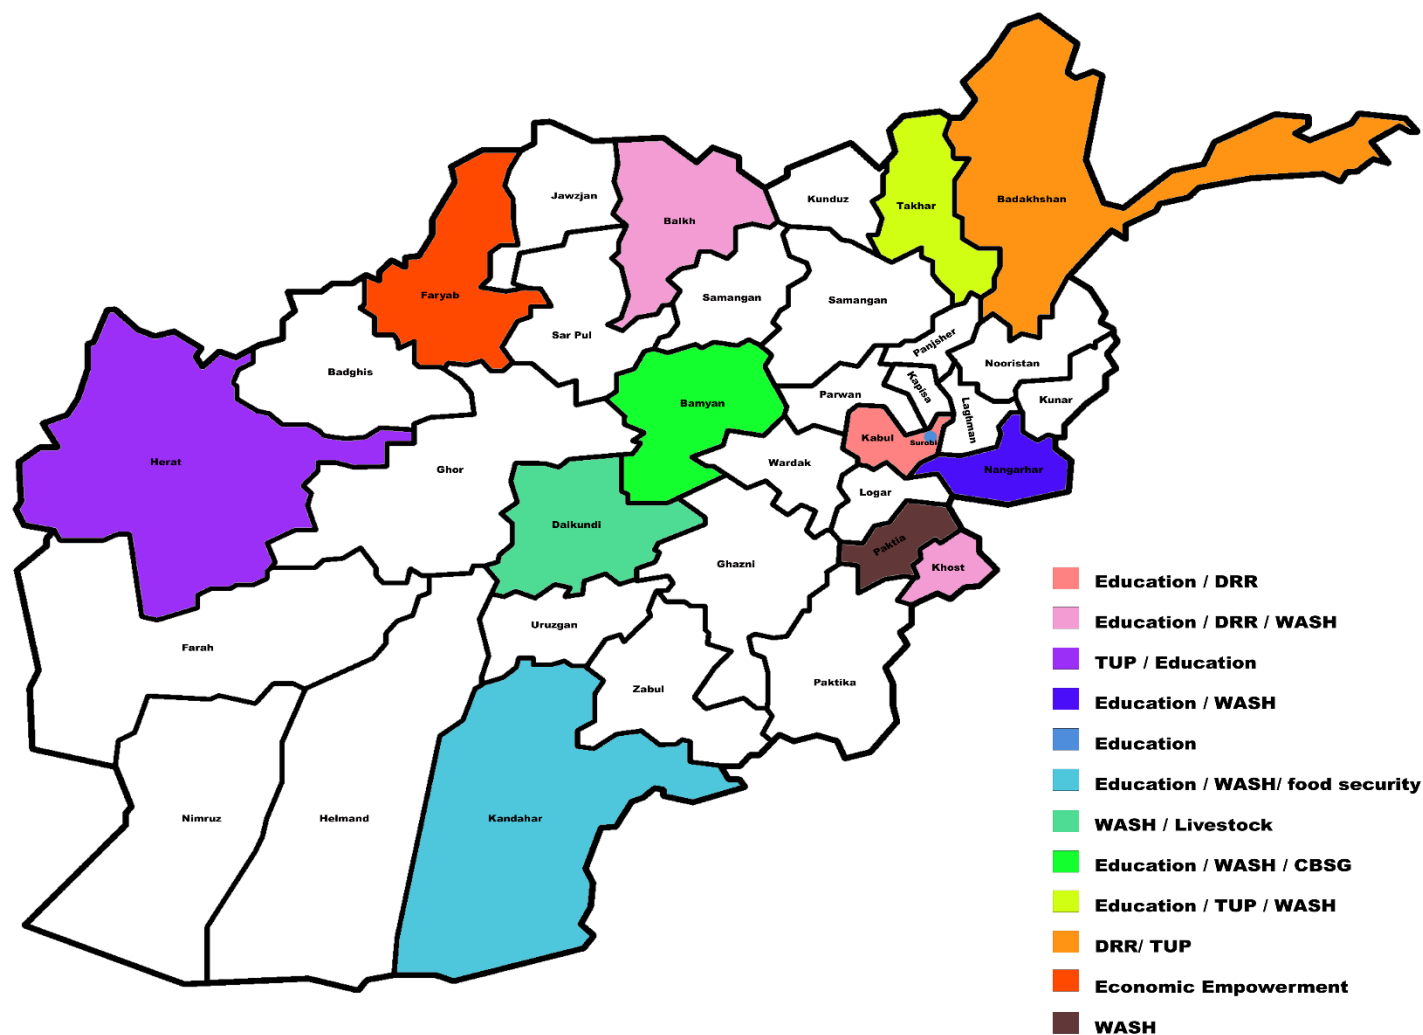 Jawzjan
Balkh
Kunduz
Takhar
Badakhshan
Faryab
Sar Pul
Samangan
Samangan
Panjsher
Nooristan
Badghis
Kapisa
Parwan
Laghman
Kunar
Bamyan
Kabul
Surobi
Herat
Ghor
Wardak
Nangarhar
Logar
Daikundi
Paktia
Ghazni
Khost
Uruzgan
Farah
Zabul
Paktika
Nimruz
Helmand
Kandahar
Education / DRR
Education / DRR / WASH
TUP / Education
Education / WASH
Education
Education / WASH/ food security
WASH / Livestock
Education / WASH / CBSG
Education / TUP / WASH
DRR/ TUP
Economic Empowerment
WASH